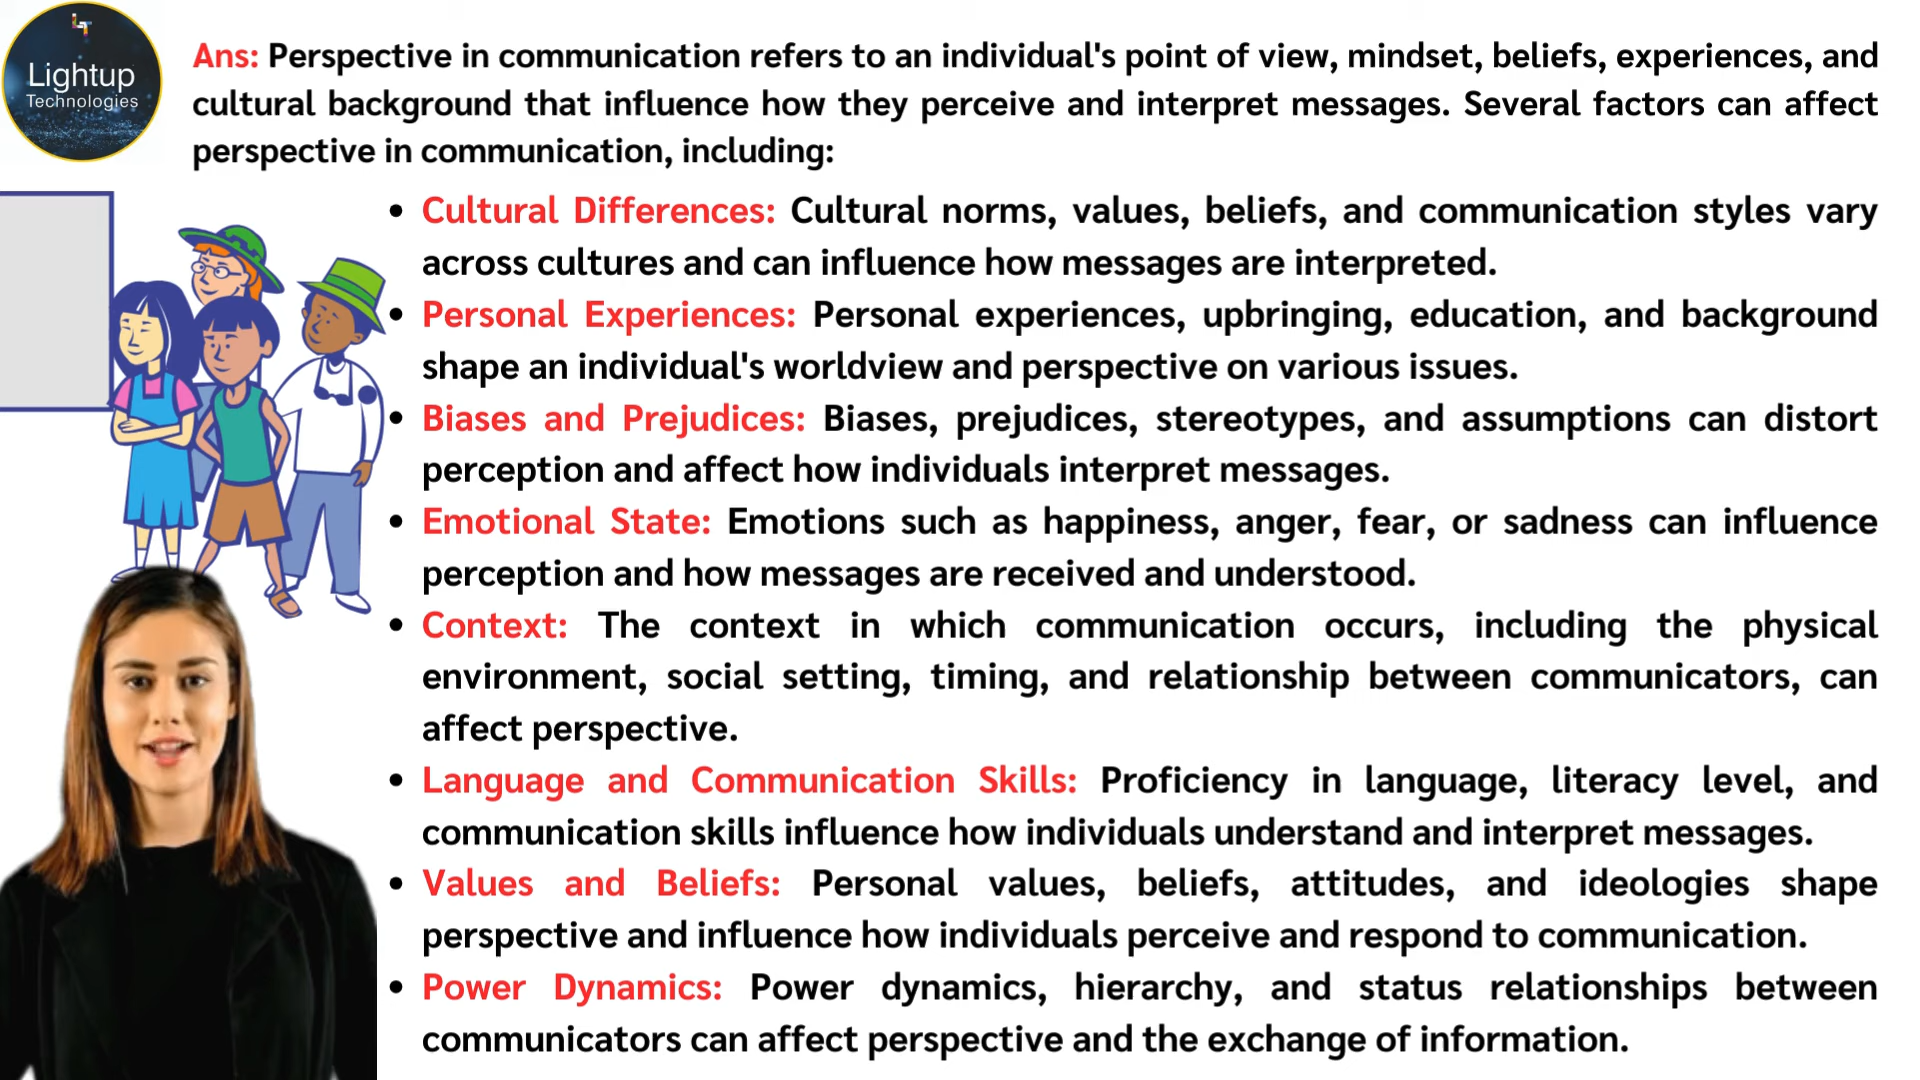 LT
Lightup
Technologies
Ans: Perspective in communication refers to an individual's point of view, mindset, beliefs, experiences, and
cultural background that influence how they perceive and interpret messages. Several factors can affect
perspective in communication, including:
• Cultural Differences: Cultural norms, values, beliefs, and communication styles vary
across cultures and can influence how messages are interpreted.
• Personal Experiences: Personal experiences, upbringing, education, and background
shape an individual's worldview and perspective on various issues.
• Biases and Prejudices: Biases, prejudices, stereotypes, and assumptions can distort
perception and affect how individuals interpret messages.
• Emotional State: Emotions such as happiness, anger, fear, or sadness can influence
perception and how messages are received and understood.
• Context: The context in which communication occurs, including the physical
environment, social setting, timing, and relationship between communicators, can
affect perspective.
• Language and Communication Skills: Proficiency in language, literacy level, and
communication skills influence how individuals understand and interpret messages.
• Values and Beliefs: Personal values, beliefs, attitudes, and ideologies shape
perspective and influence how individuals perceive and respond to communication.
• Power Dynamics: Power dynamics, hierarchy, and status relationships between
communicators can affect perspective and the exchange of information.